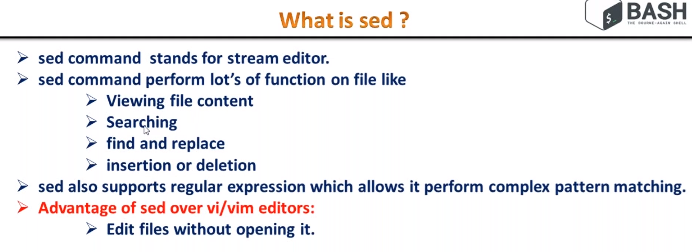 What is sed ?
BASH
THE BOURNE-AGAIN SHELL
sed command stands for stream editor.
sed command perform lot's of function on file like
Viewing file content
Searching
find and replace
insertion or deletion
sed also supports regular expression which allows it perform complex pattern matching.
Advantage of sed over vi/vim editors:
Edit files without opening it.